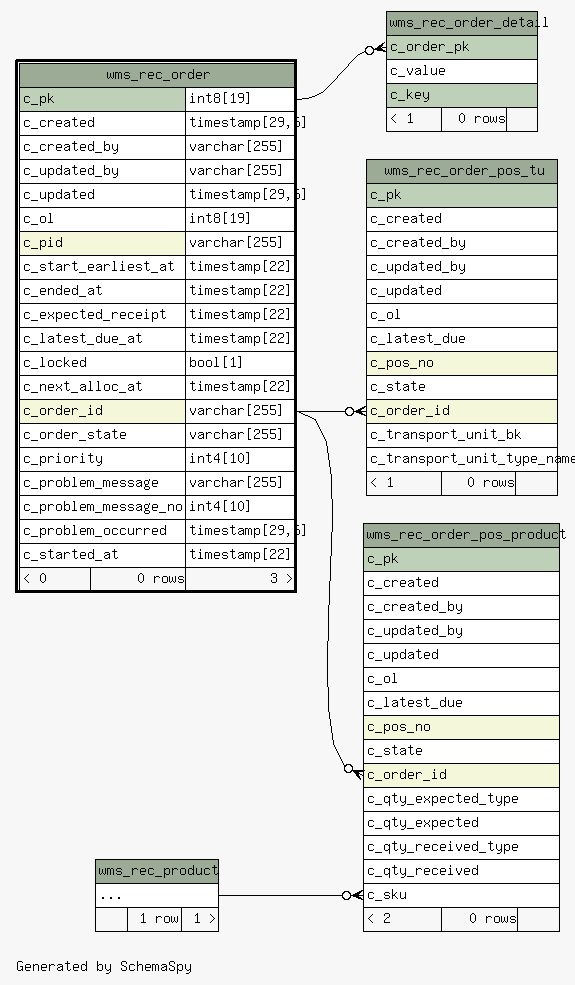 wms_rec_order_detail
c_order_pk
c_value
c_key
< 1 0 rows
wms_rec_order
c_pk int8[19]
c_created timestamp[29,6]
c_created_by varchar[255]
c_updated_by varchar[255]
c_updated timestamp[29,6]
c_ol int8[19]
c_pid varchar[255]
c_start_earliest_at timestamp[22]
c_ended_at timestamp[22]
c_expected_receipt timestamp[22]
c_latest_due_at timestamp[22]
c_locked bool[1]
c_next_alloc_at timestamp[22]
c_order_id varchar[255]
c_order_state varchar[255]
c_priority int4[10]
c_problem_message varchar[255]
c_problem_message_no int4[10]
c_problem_occurred timestamp[29,6]
c_started_at timestamp[22]
< 0 0 rows 3 >
wms_rec_order_pos_tu
c_pk
c_created
c_created_by
c_updated_by
c_updated
c_ol
c_latest_due
c_pos_no
c_state
c_order_id
c_transport_unit_bk
c_transport_unit_type_name
< 1 0 rows
wms_rec_order_pos_product
c_pk
c_created
c_created_by
c_updated_by
c_updated
c_ol
c_latest_due
c_pos_no
c_state
c_order_id
c_qty_expected_type
c_qty_expected
c_qty_received_type
c_qty_received
c_sku
< 2 0 rows
wms_rec_product
...
1 row 1 >
Generated by SchemaSpy